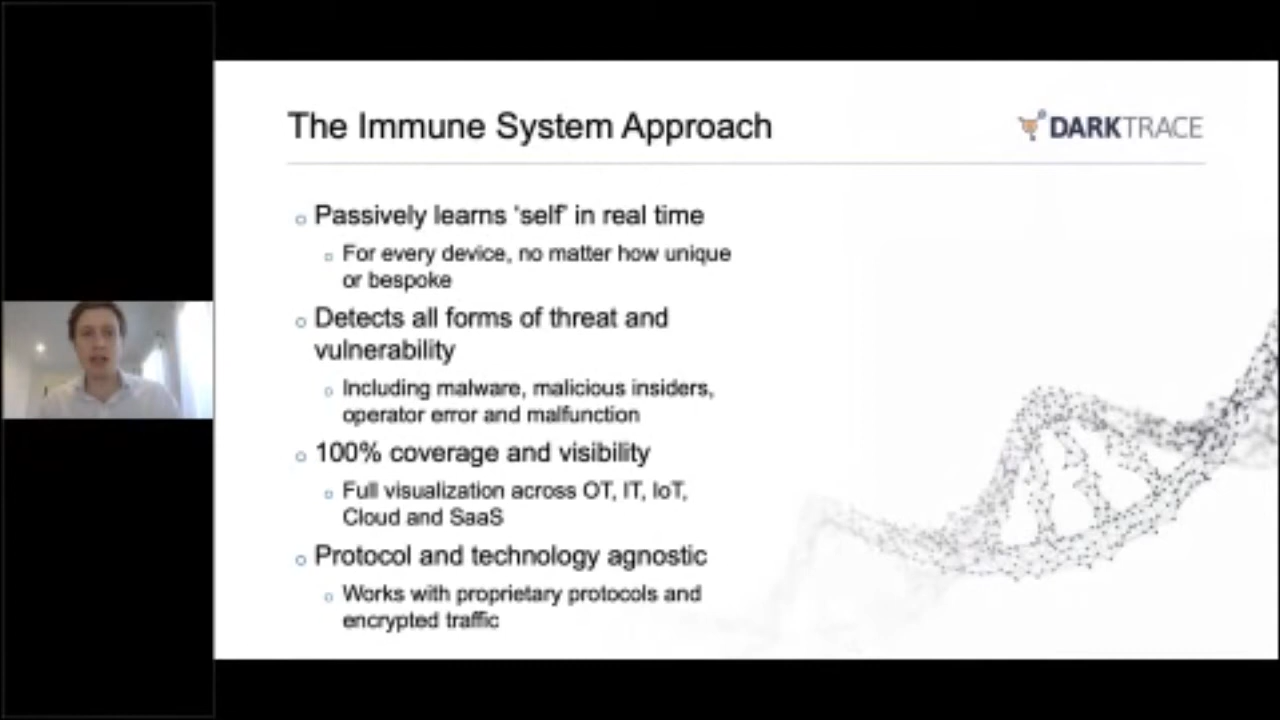 The Immune System Approach
DARKTRACE
Passively learns 'self' in real time
For every device, no matter how unique
or bespoke
Detects all forms of threat and
vulnerability
Including malware, malicious insiders,
operator error and malfunction
100% coverage and visibility
Full visualization across OT, IT, IoT,
Cloud and SaaS
Protocol and technology agnostic
Works with proprietary protocols and
encrypted traffic